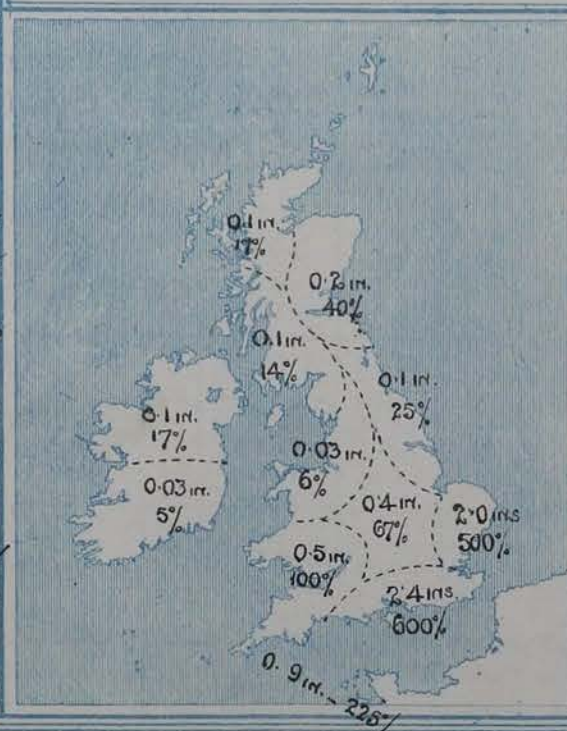 0.1 IN.
17%
0.2 IN.
40%
0.1 IN.
14%
0.1 IN.
25%
0.1 IN.
17%
0.03 IN.
6%
0.03 IN.
5%
0.4 IN.
67%
2.0 INS
500%
0.5 IN.
100%
2.4 INS.
600%
0.9 IN. - 225%